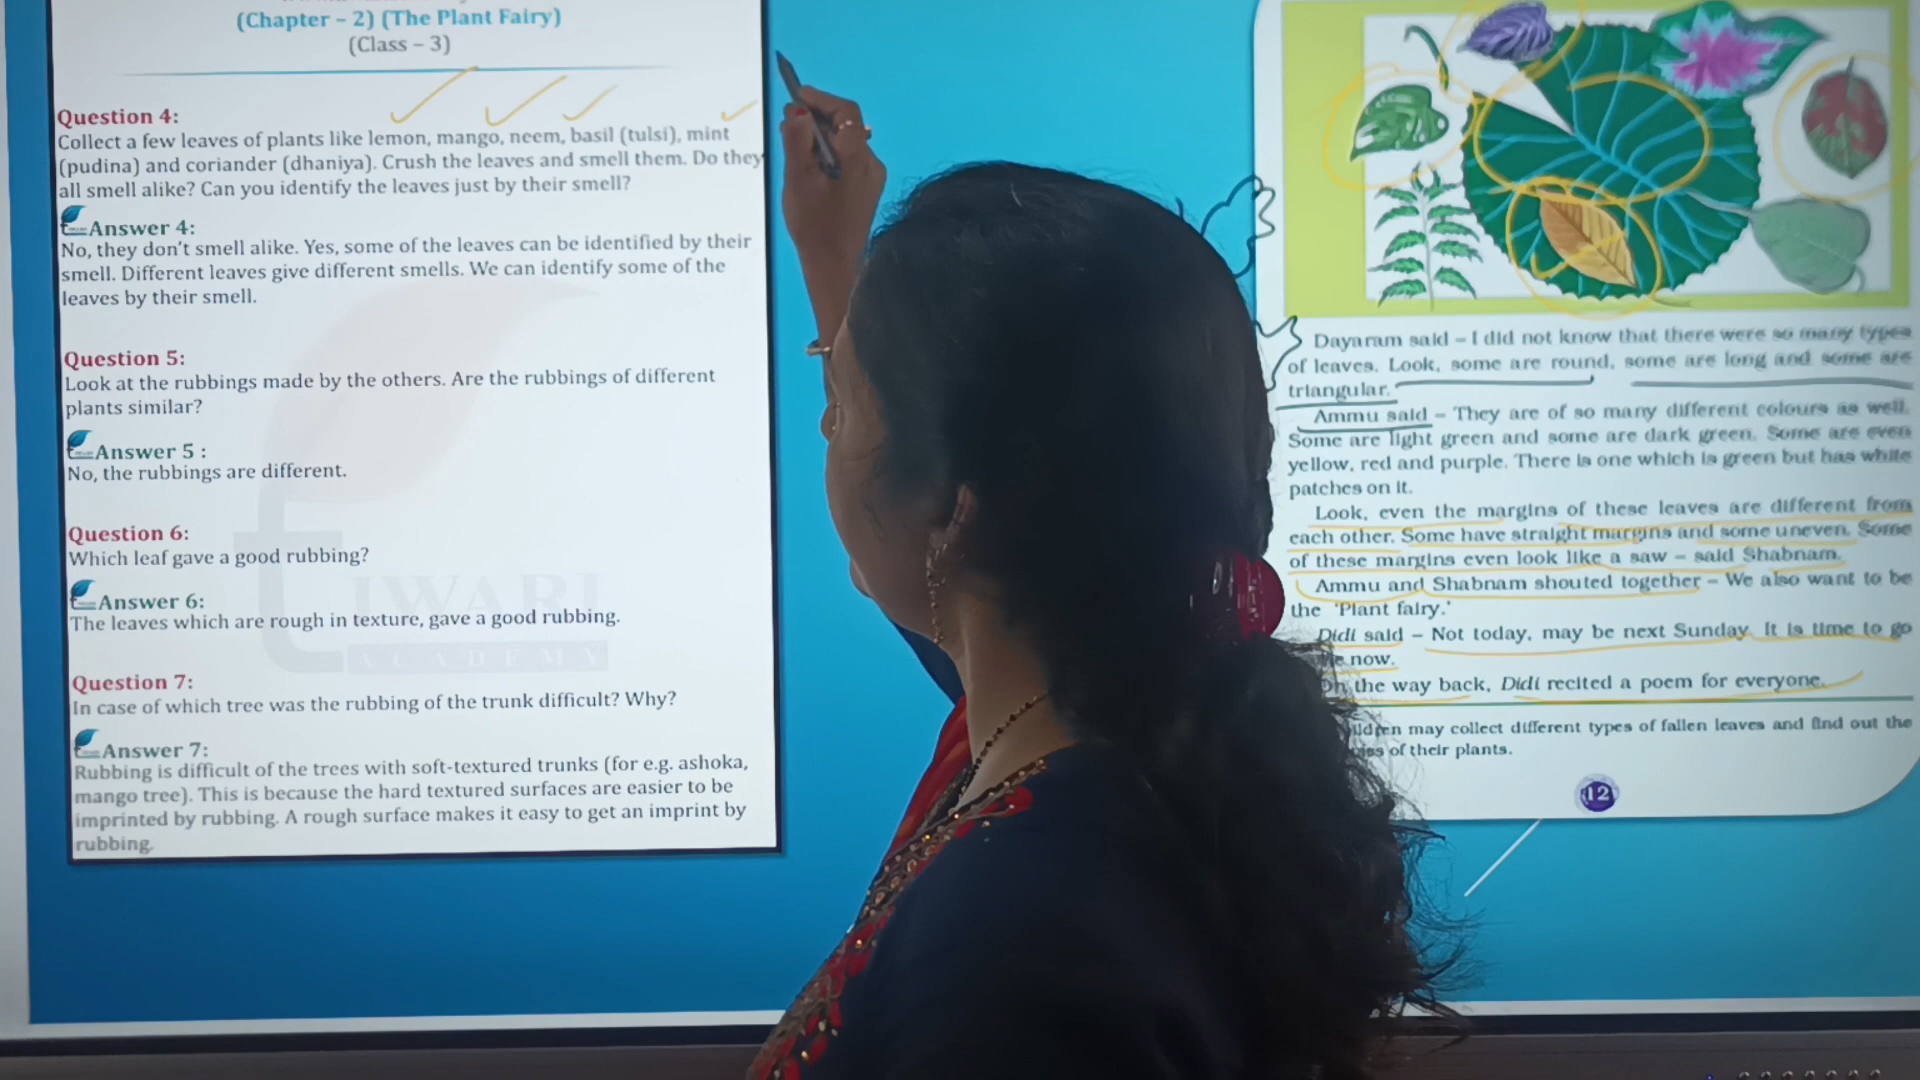 (Chapter – 2) (The Plant Fairy)
(Class – 3)
Question 4:
Collect a few leaves of plants like lemon, mango, neem, basil (tulsi), mint
(pudina) and coriander (dhaniya). Crush the leaves and smell them. Do they
all smell alike? Can you identify the leaves just by their smell?
Answer 4:
No, they don't smell alike. Yes, some of the leaves can be identified by their
smell. Different leaves give different smells. We can identify some of the
leaves by their smell.
Question 5:
Look at the rubbings made by the others. Are the rubbings of different
plants similar?
Answer 5 :
No, the rubbings are different.
Question 6:
Which leaf gave a good rubbing?
Answer 6:
The leaves which are rough in texture, gave a good rubbing.
Question 7:
In case of which tree was the rubbing of the trunk difficult? Why?
Answer 7:
Rubbing is difficult of the trees with soft-textured trunks (for e.g. ashoka,
mango tree). This is because the hard textured surfaces are easier to be
imprinted by rubbing. A rough surface makes it easy to get an imprint by
rubbing.
TIWARI
ACADEMY
Dayaram said – I did not know that there were so many types
of leaves. Look, some are round, some are long and some are
triangular.
Ammu said – They are of so many different colours as well.
Some are light green and some are dark green. Some are even
yellow, red and purple. There is one which is green but has white
patches on it.
Look, even the margins of these leaves are different from
each other. Some have straight margins and some uneven. Some
of these margins even look like a saw – said Shabnam.
Ammu and Shabnam shouted together – We also want to be
the 'Plant fairy.'
Didi said – Not today, may be next Sunday. It is time to go
now.
On the way back, Didi recited a poem for everyone.
may collect different types of fallen leaves and find out the
of their plants.
12